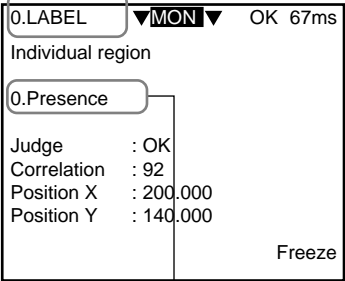 0.LABEL ▼MON▼ OK 67ms
Individual region
0.Presence
Judge : OK
Correlation : 92
Position X : 200.000
Position Y : 140.000
Freeze